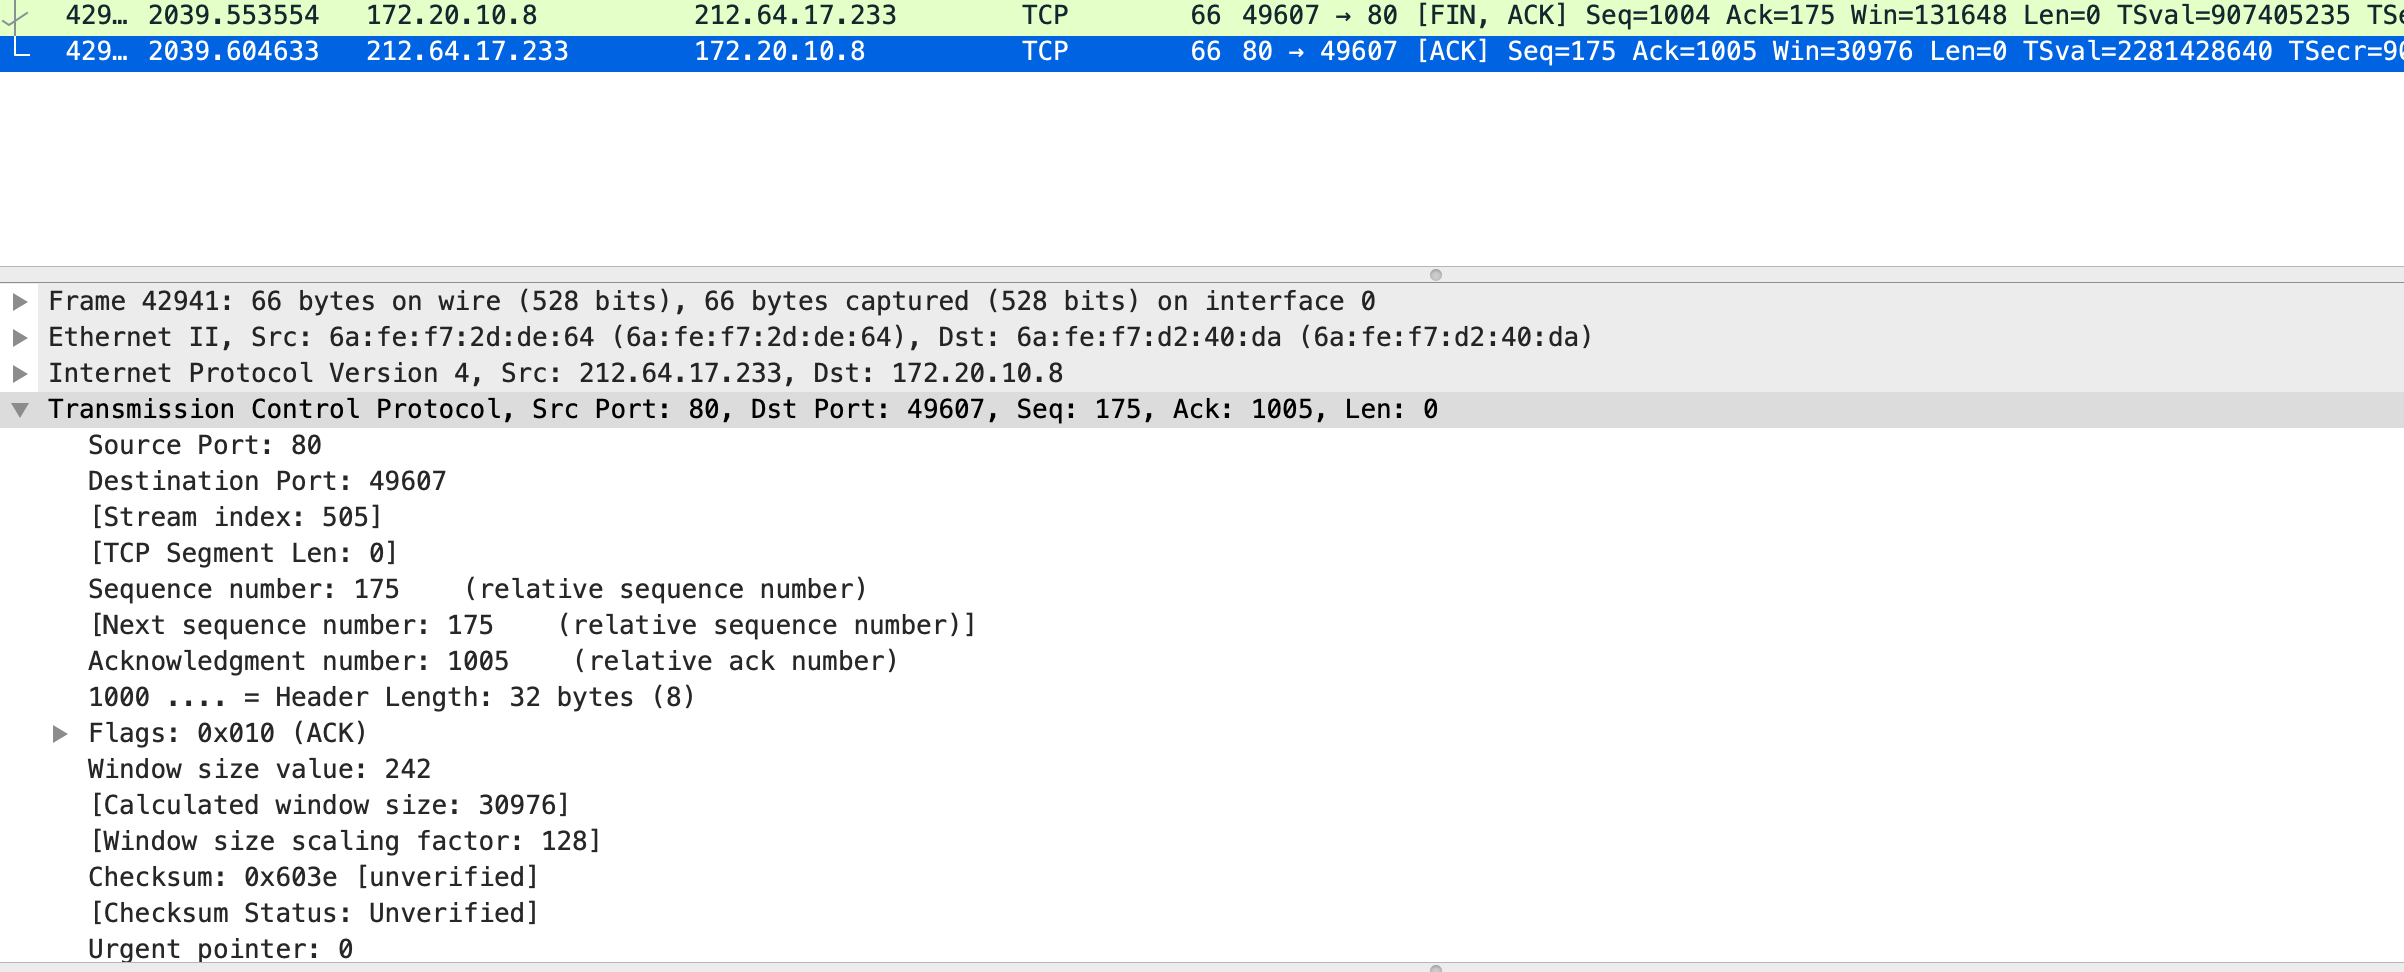 429… 2039.553554 172.20.10.8 212.64.17.233 TCP 66 49607 → 80 [FIN, ACK] Seq=1004 Ack=175 Win=131648 Len=0 TSval=907405235 TSe
429… 2039.604633 212.64.17.233 172.20.10.8 TCP 66 80 → 49607 [ACK] Seq=175 Ack=1005 Win=30976 Len=0 TSval=2281428640 TSecr=90
Frame 42941: 66 bytes on wire (528 bits), 66 bytes captured (528 bits) on interface 0
Ethernet II, Src: 6a:fe:f7:2d:de:64 (6a:fe:f7:2d:de:64), Dst: 6a:fe:f7:d2:40:da (6a:fe:f7:d2:40:da)
Internet Protocol Version 4, Src: 212.64.17.233, Dst: 172.20.10.8
Transmission Control Protocol, Src Port: 80, Dst Port: 49607, Seq: 175, Ack: 1005, Len: 0
Source Port: 80
Destination Port: 49607
[Stream index: 505]
[TCP Segment Len: 0]
Sequence number: 175 (relative sequence number)
[Next sequence number: 175 (relative sequence number)]
Acknowledgment number: 1005 (relative ack number)
1000 .... = Header Length: 32 bytes (8)
Flags: 0x010 (ACK)
Window size value: 242
[Calculated window size: 30976]
[Window size scaling factor: 128]
Checksum: 0x603e [unverified]
[Checksum Status: Unverified]
Urgent pointer: 0